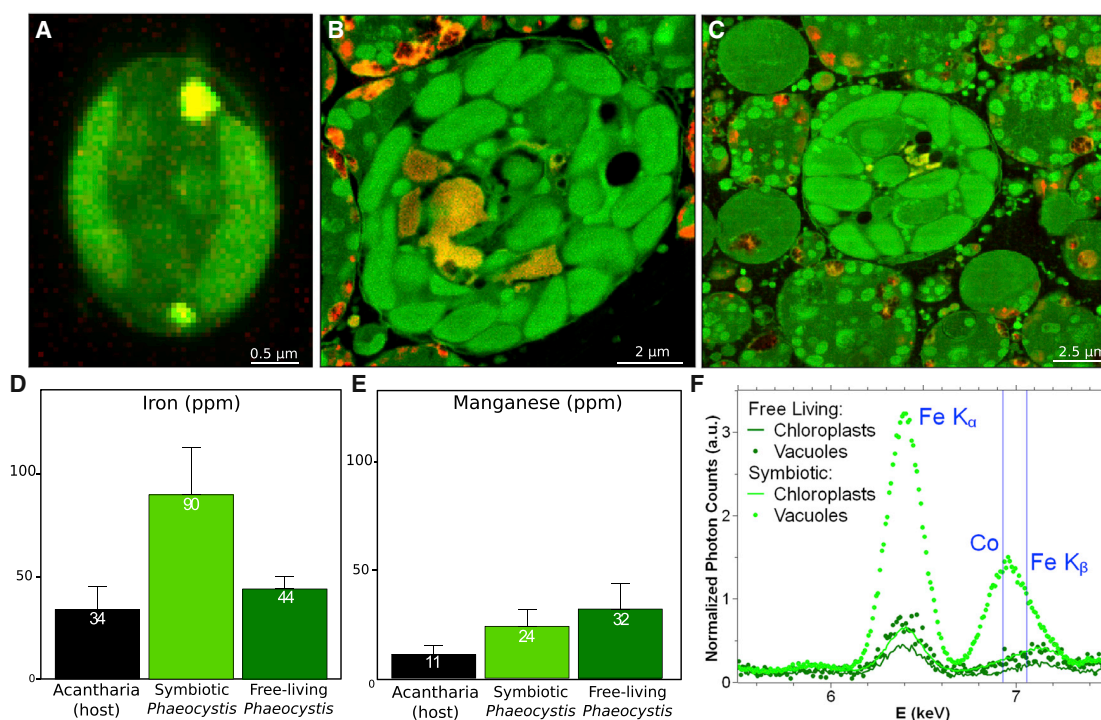 A
B
C
0.5 µm
2 µm
2.5 µm
D
Iron (ppm)
100
50
0
34
90
44
Acantharia
(host)
Symbiotic
Phaeocystis
Free-living
Phaeocystis
E
Manganese (ppm)
100
50
0
11
24
32
Acantharia
(host)
Symbiotic
Phaeocystis
Free-living
Phaeocystis
F
Normalized Photon Counts (a.u.)
3
2
1
0
Free Living:
Chloroplasts
Vacuoles
Symbiotic:
Chloroplasts
Vacuoles
Fe Kα
Co
Fe Kβ
6
7
E (keV)